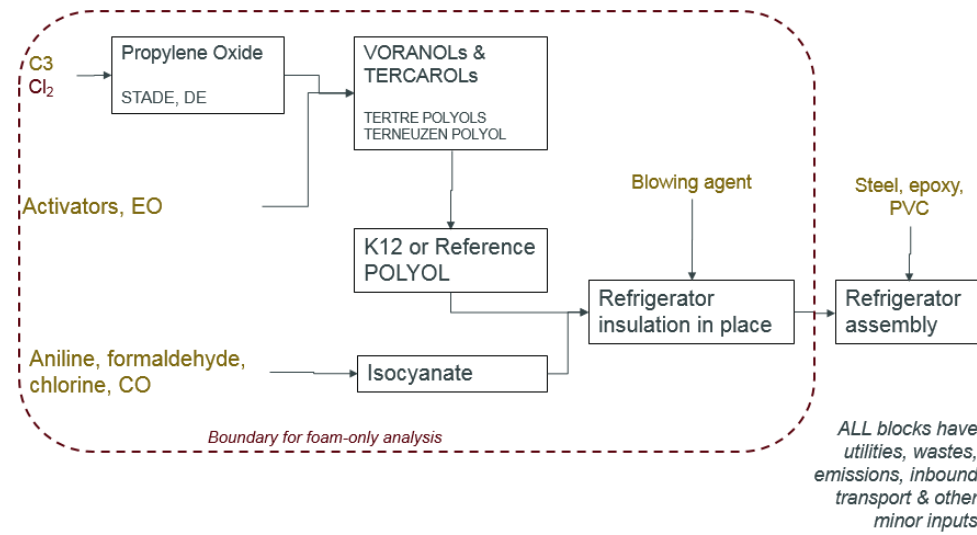 C3
Cl₂
Propylene Oxide
STADE, DE
VORANOLs &
TERCAROLs
TERTRE POLYOLS
TERNEUZEN POLYOL
Activators, EO
Blowing agent
Steel, epoxy,
PVC
K12 or Reference
POLYOL
Refrigerator
insulation in place
Refrigerator
assembly
Aniline, formaldehyde,
chlorine, CO
Isocyanate
Boundary for foam-only analysis
ALL blocks have
utilities, wastes,
emissions, inbound
transport & other
minor inputs